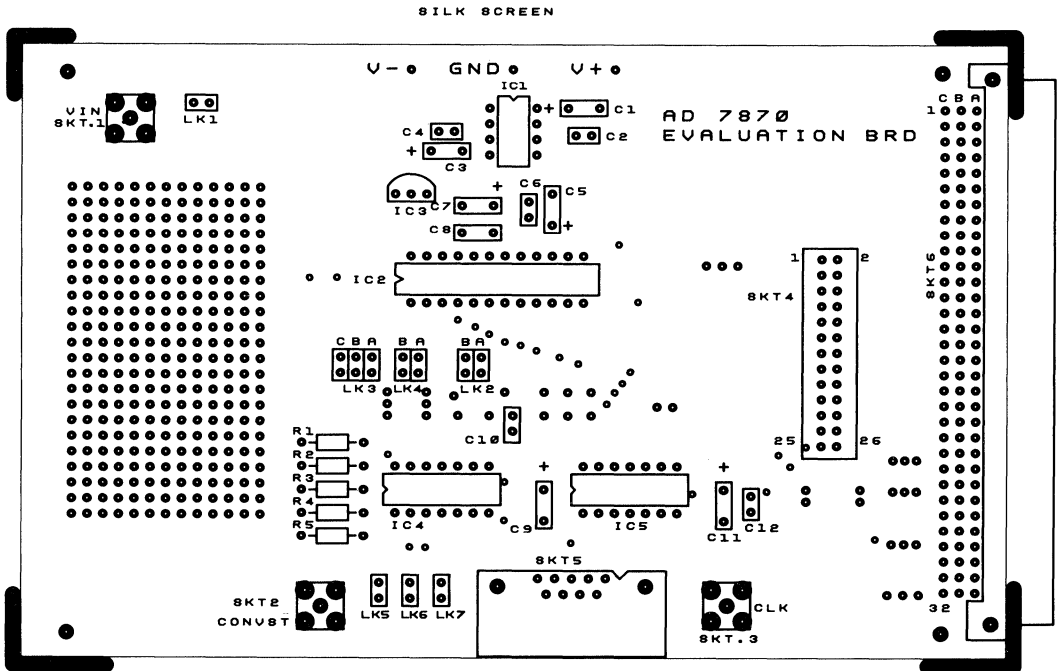 SILK SCREEN
V- GND V+
IC1
VIN
SKT.1
LK1
+ C1
AD 7870
EVALUATION BRD
C B A
1
C4
C2
+
C3
IC3
C7 +
C6 C5
+
C8
IC2
1 2
SKT4
SKT6
C B A
LK3
B A
LK4
B A
LK2
C10
25 26
R1
R2
R3
R4
R5
IC4
+
C9
IC5
+
C11
C12
SKT5
SKT2
CONVST
LK5 LK6 LK7
CLK
SKT.3
32